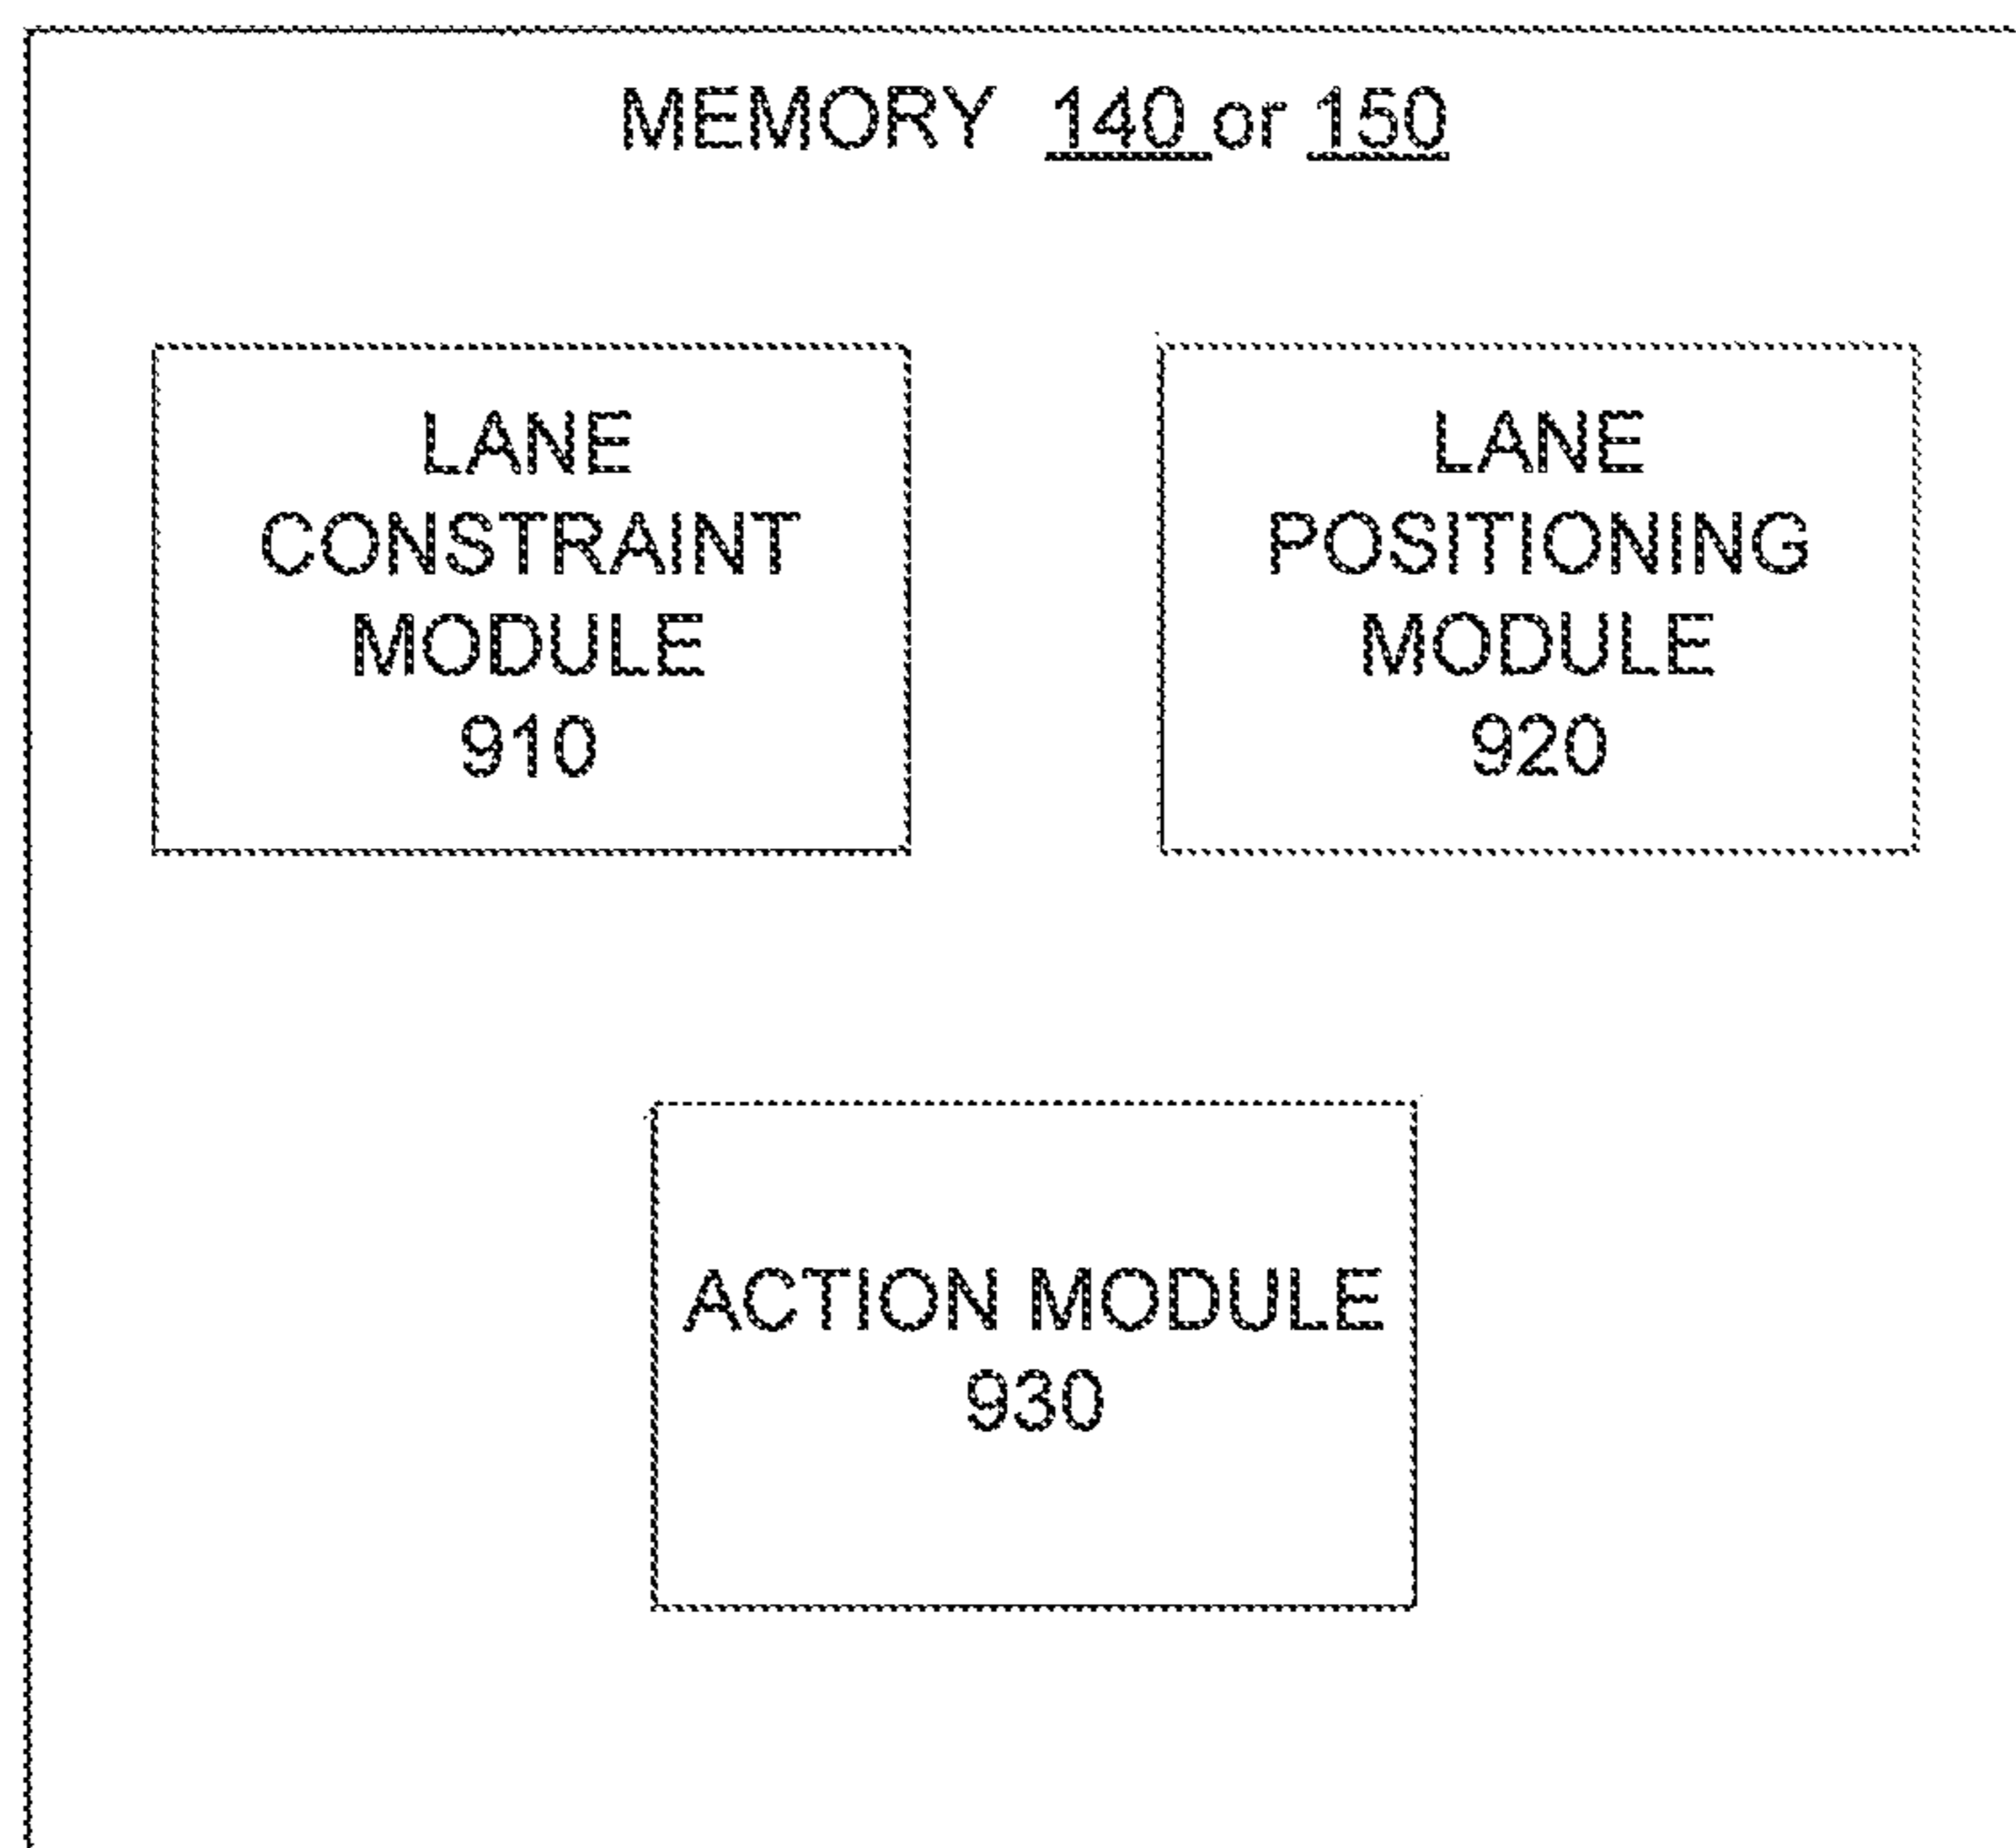 MEMORY 140 or 150
LANE
CONSTRAINT
MODULE
910
LANE
POSITIONING
MODULE
920
ACTION MODULE
930